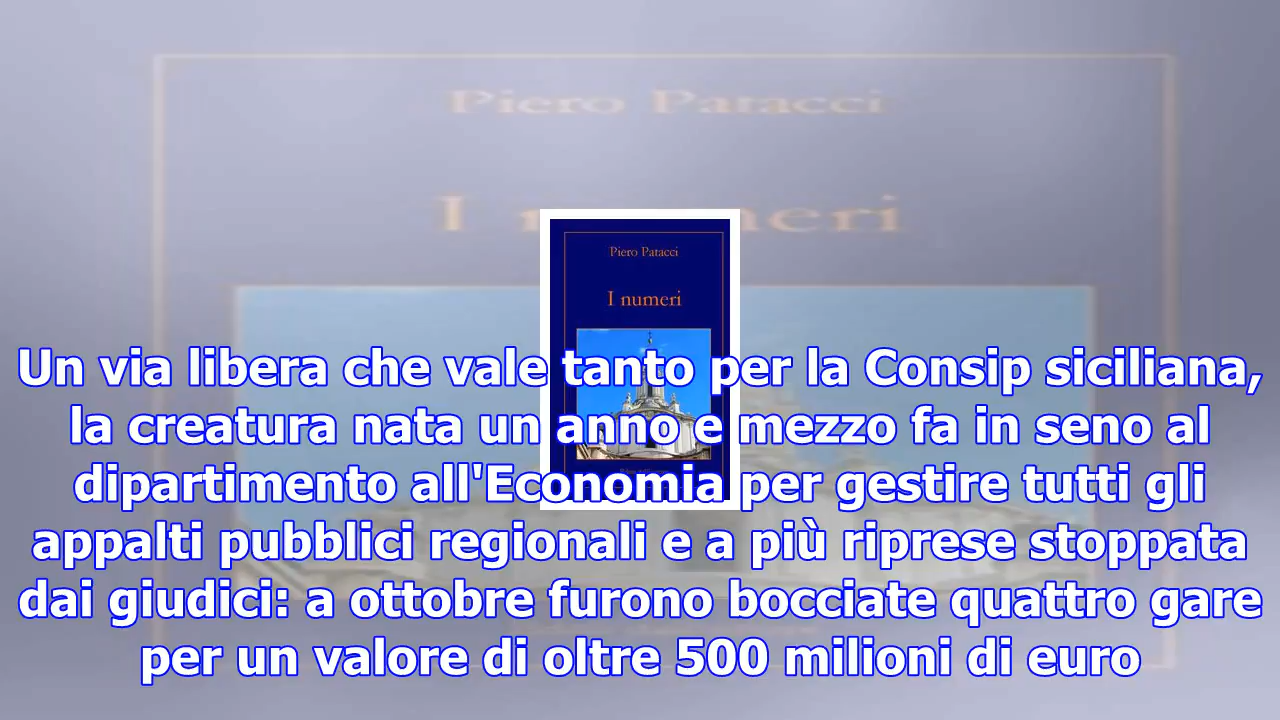 Piero Patacci
I numeri
Piero Patacci
I numeri
Un via libera che vale tanto per la Consip siciliana,
la creatura nata un anno e mezzo fa in seno al
dipartimento all'Economia per gestire tutti gli
appalti pubblici regionali e a più riprese stoppata
dai giudici: a ottobre furono bocciate quattro gare
per un valore di oltre 500 milioni di euro